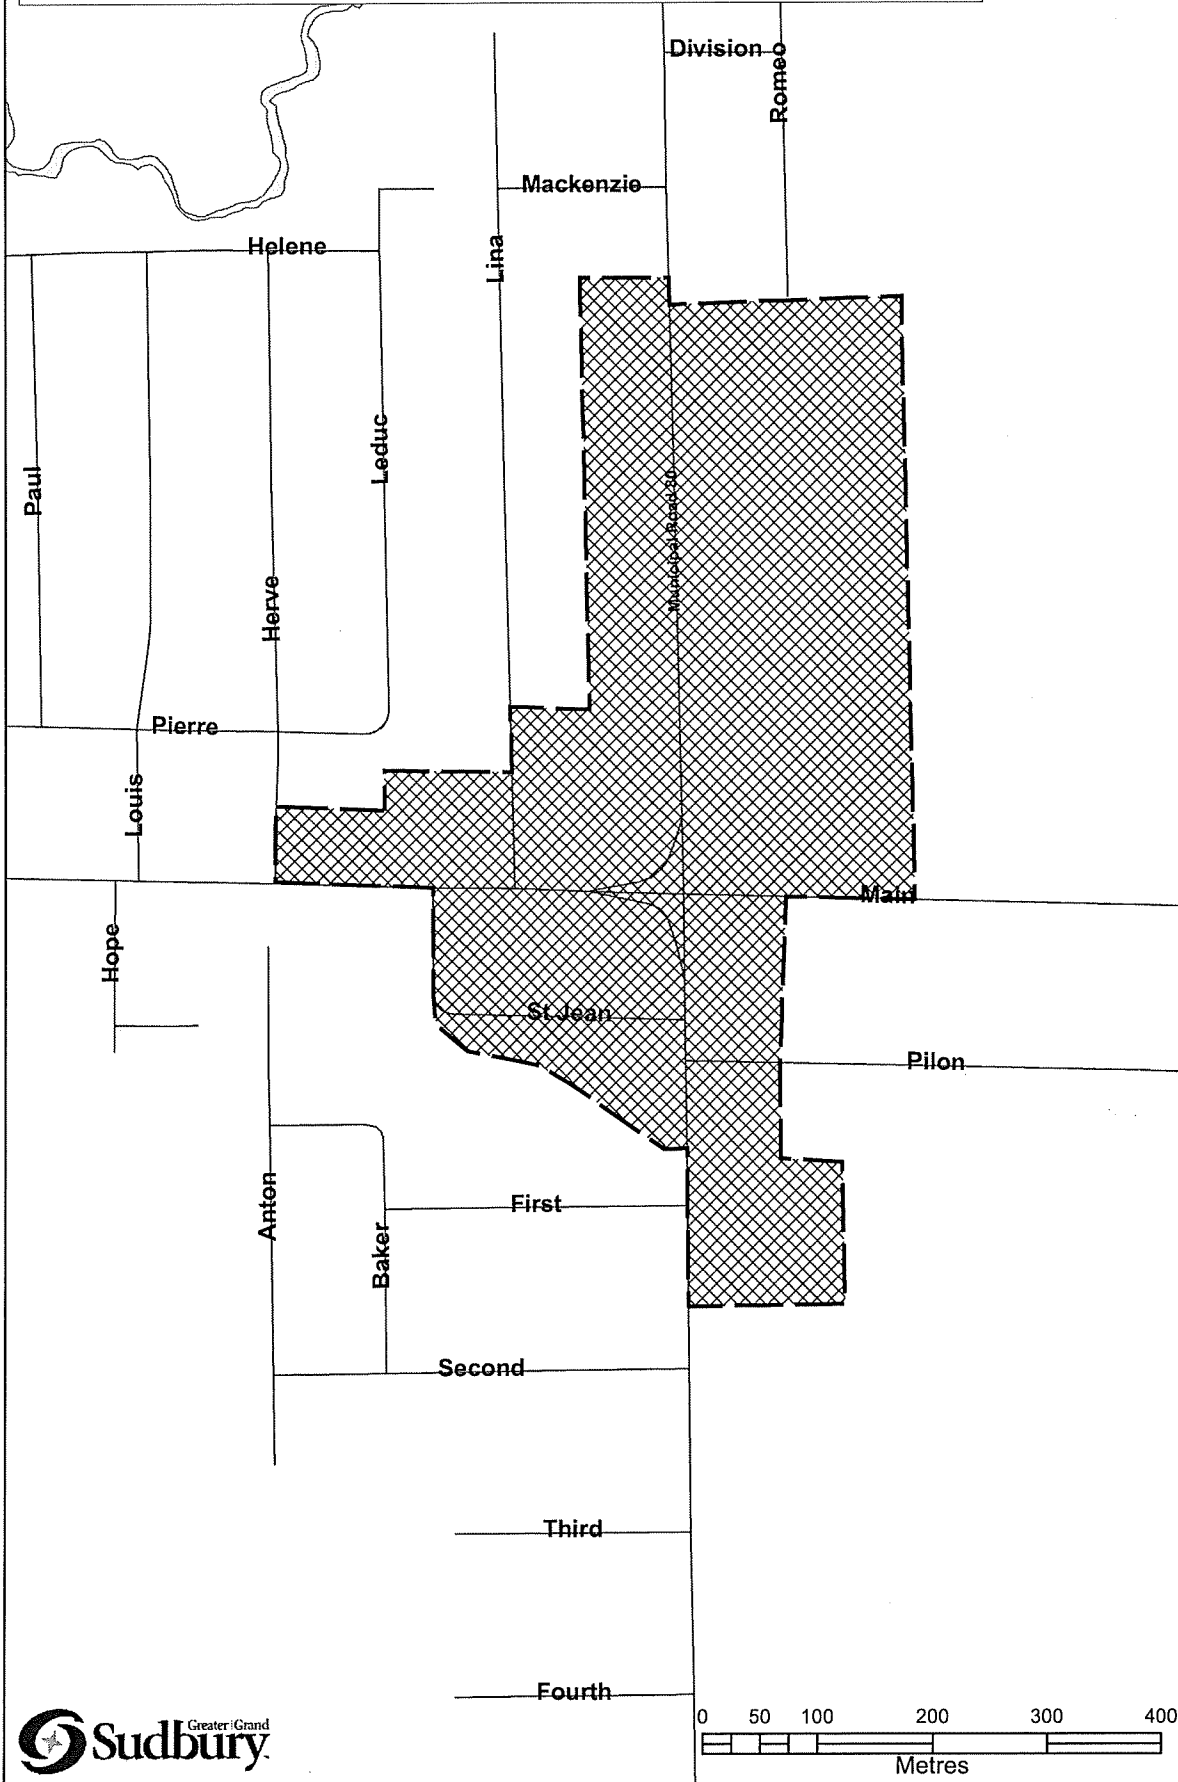 Division
Romeo
Mackenzie
Helene
Lina
Leduc
Paul
Municipal Road 80
Herve
Pierre
Louis
Main
Hope
St Jean
Pilon
Anton
First
Baker
Second
Third
Fourth
Greater Grand
Sudbury
0 50 100 200 300 400
Metres